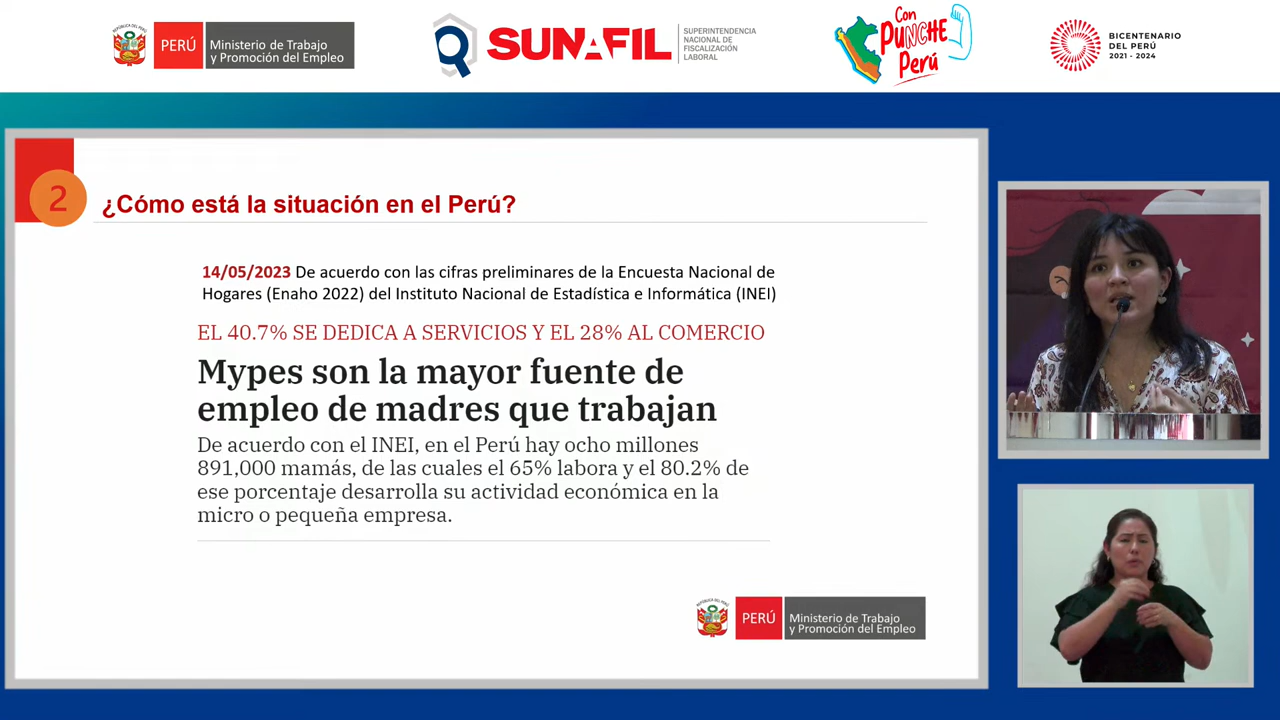 PERÚ
Ministerio de Trabajo
y Promoción del Empleo
SUNAFIL
SUPERINTENDENCIA
NACIONAL DE
FISCALIZACIÓN
LABORAL
Con
PUNCHE
Perú
BICENTENARIO
DEL PERÚ
2021 - 2024
2
¿Cómo está la situación en el Perú?
14/05/2023 De acuerdo con las cifras preliminares de la Encuesta Nacional de
Hogares (Enaho 2022) del Instituto Nacional de Estadística e Informática (INEI)
EL 40.7% SE DEDICA A SERVICIOS Y EL 28% AL COMERCIO
Mypes son la mayor fuente de
empleo de madres que trabajan
De acuerdo con el INEI, en el Perú hay ocho millones
891,000 mamás, de las cuales el 65% labora y el 80.2% de
ese porcentaje desarrolla su actividad económica en la
micro o pequeña empresa.
PERÚ
Ministerio de Trabajo
y Promoción del Empleo